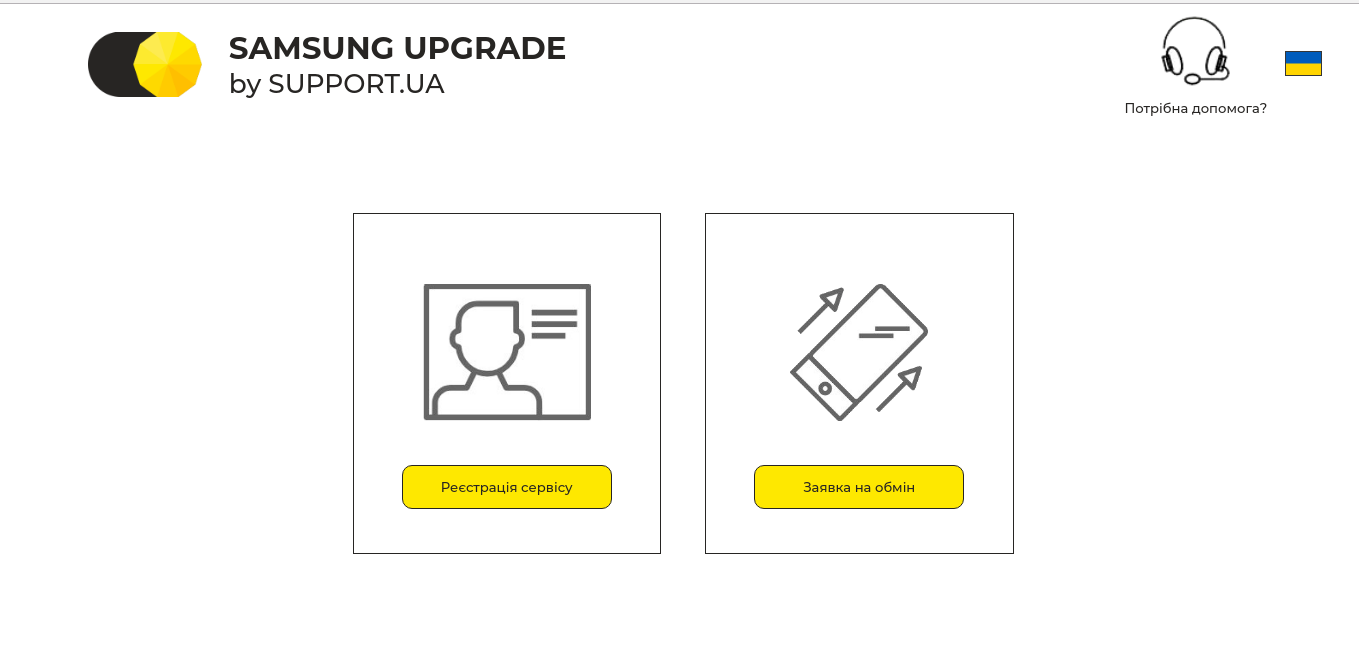 SAMSUNG UPGRADE
by SUPPORT.UA
Потрібна допомога?
Реєстрація сервісу
Заявка на обмін